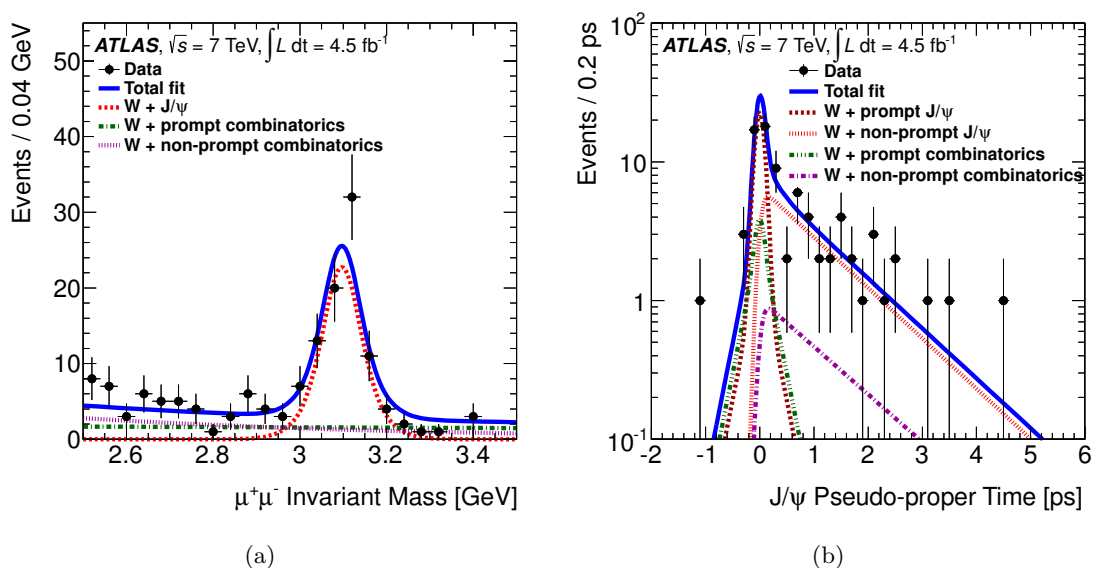 ATLAS, √s = 7 TeV, ∫ L dt = 4.5 fb⁻¹
Data
Total fit
W + J/ψ
W + prompt combinatorics
W + non-prompt combinatorics
Events / 0.04 GeV
50
40
30
20
10
0
2.6 2.8 3 3.2 3.4
μ⁺μ⁻ Invariant Mass [GeV]
(a)
ATLAS, √s = 7 TeV, ∫ L dt = 4.5 fb⁻¹
Data
Total fit
W + prompt J/ψ
W + non-prompt J/ψ
W + prompt combinatorics
W + non-prompt combinatorics
Events / 0.2 ps
10²
10
1
10⁻¹
-2 -1 0 1 2 3 4 5 6
J/ψ Pseudo-proper Time [ps]
(b)